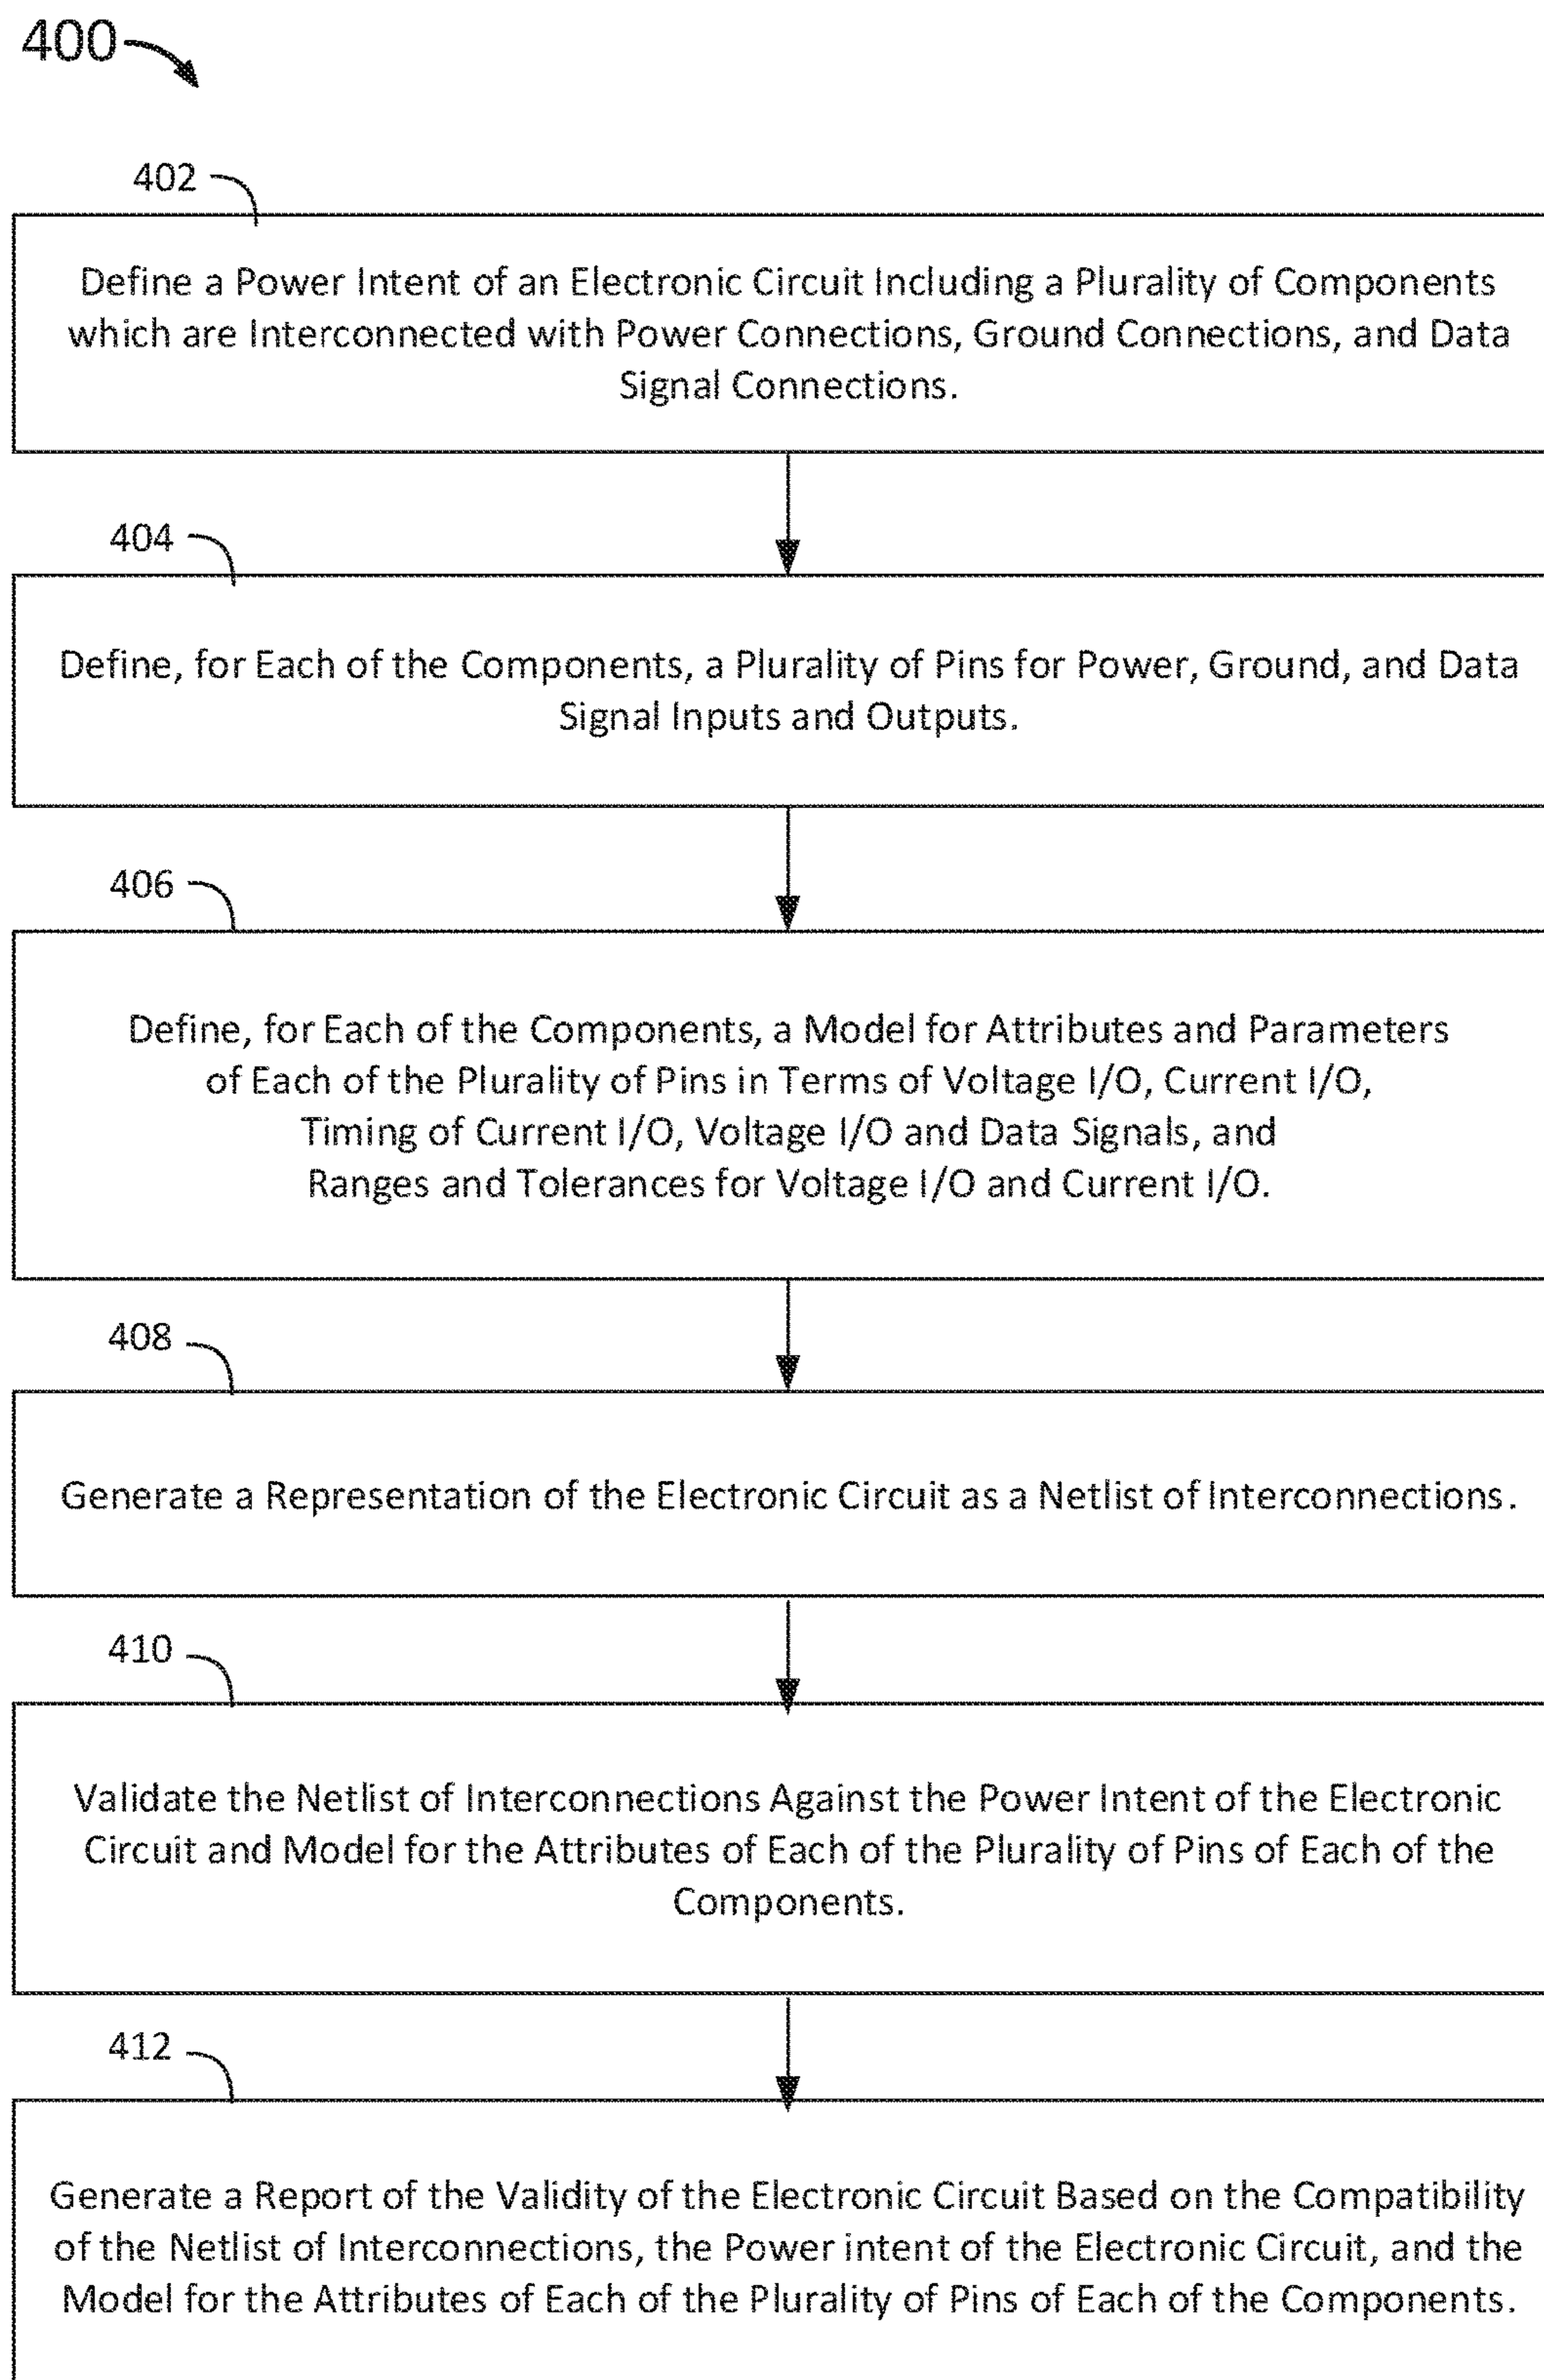 400
402
Define a Power Intent of an Electronic Circuit Including a Plurality of Components
which are Interconnected with Power Connections, Ground Connections, and Data
Signal Connections.
404
Define, for Each of the Components, a Plurality of Pins for Power, Ground, and Data
Signal Inputs and Outputs.
406
Define, for Each of the Components, a Model for Attributes and Parameters
of Each of the Plurality of Pins in Terms of Voltage I/O, Current I/O,
Timing of Current I/O, Voltage I/O and Data Signals, and
Ranges and Tolerances for Voltage I/O and Current I/O.
408
Generate a Representation of the Electronic Circuit as a Netlist of Interconnections.
410
Validate the Netlist of Interconnections Against the Power Intent of the Electronic
Circuit and Model for the Attributes of Each of the Plurality of Pins of Each of the
Components.
412
Generate a Report of the Validity of the Electronic Circuit Based on the Compatibility
of the Netlist of Interconnections, the Power intent of the Electronic Circuit, and the
Model for the Attributes of Each of the Plurality of Pins of Each of the Components.